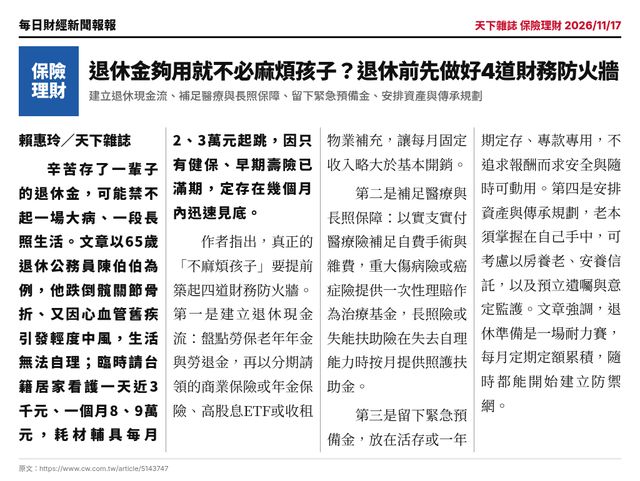 每日財經新聞報報
天下雜誌 保險理財 2026/11/17
保險
理財
退休金夠用就不必麻煩孩子？退休前先做好4道財務防火牆
建立退休現金流、補足醫療與長照保障、留下緊急預備金、安排資產與傳承規劃
賴惠玲／天下雜誌
辛苦存了一輩子
的退休金，可能禁不
起一場大病、一段長
照生活。文章以65歲
退休公務員陳伯伯為
例，他跌倒髖關節骨
折、又因心血管舊疾
引發輕度中風，生活
無法自理；臨時請台
籍居家看護一天近3
千元、一個月8、9萬
元，耗材輔具每月
2、3萬元起跳，因只
有健保、早期壽險已
滿期，定存在幾個月
內迅速見底。
作者指出，真正的
「不麻煩孩子」要提前
築起四道財務防火牆。
第一是建立退休現金
流：盤點勞保老年年金
與勞退金，再以分期請
領的商業保險或年金保
險、高股息ETF或收租
物業補充，讓每月固定
收入略大於基本開銷。
第二是補足醫療與
長照保障：以實支實付
醫療險補足自費手術與
雜費，重大傷病險或癌
症險提供一次性理賠作
為治療基金，長照險或
失能扶助險在失去自理
能力時按月提供照護扶
助金。
第三是留下緊急預
備金，放在活存或一年
期定存、專款專用，不
追求報酬而求安全與隨
時可動用。第四是安排
資產與傳承規劃，老本
須掌握在自己手中，可
考慮以房養老、安養信
託，以及預立遺囑與意
定監護。文章強調，退
休準備是一場耐力賽，
每月定期定額累積，隨
時都能開始建立防禦
網。
原文：https://www.cw.com.tw/article/5143747